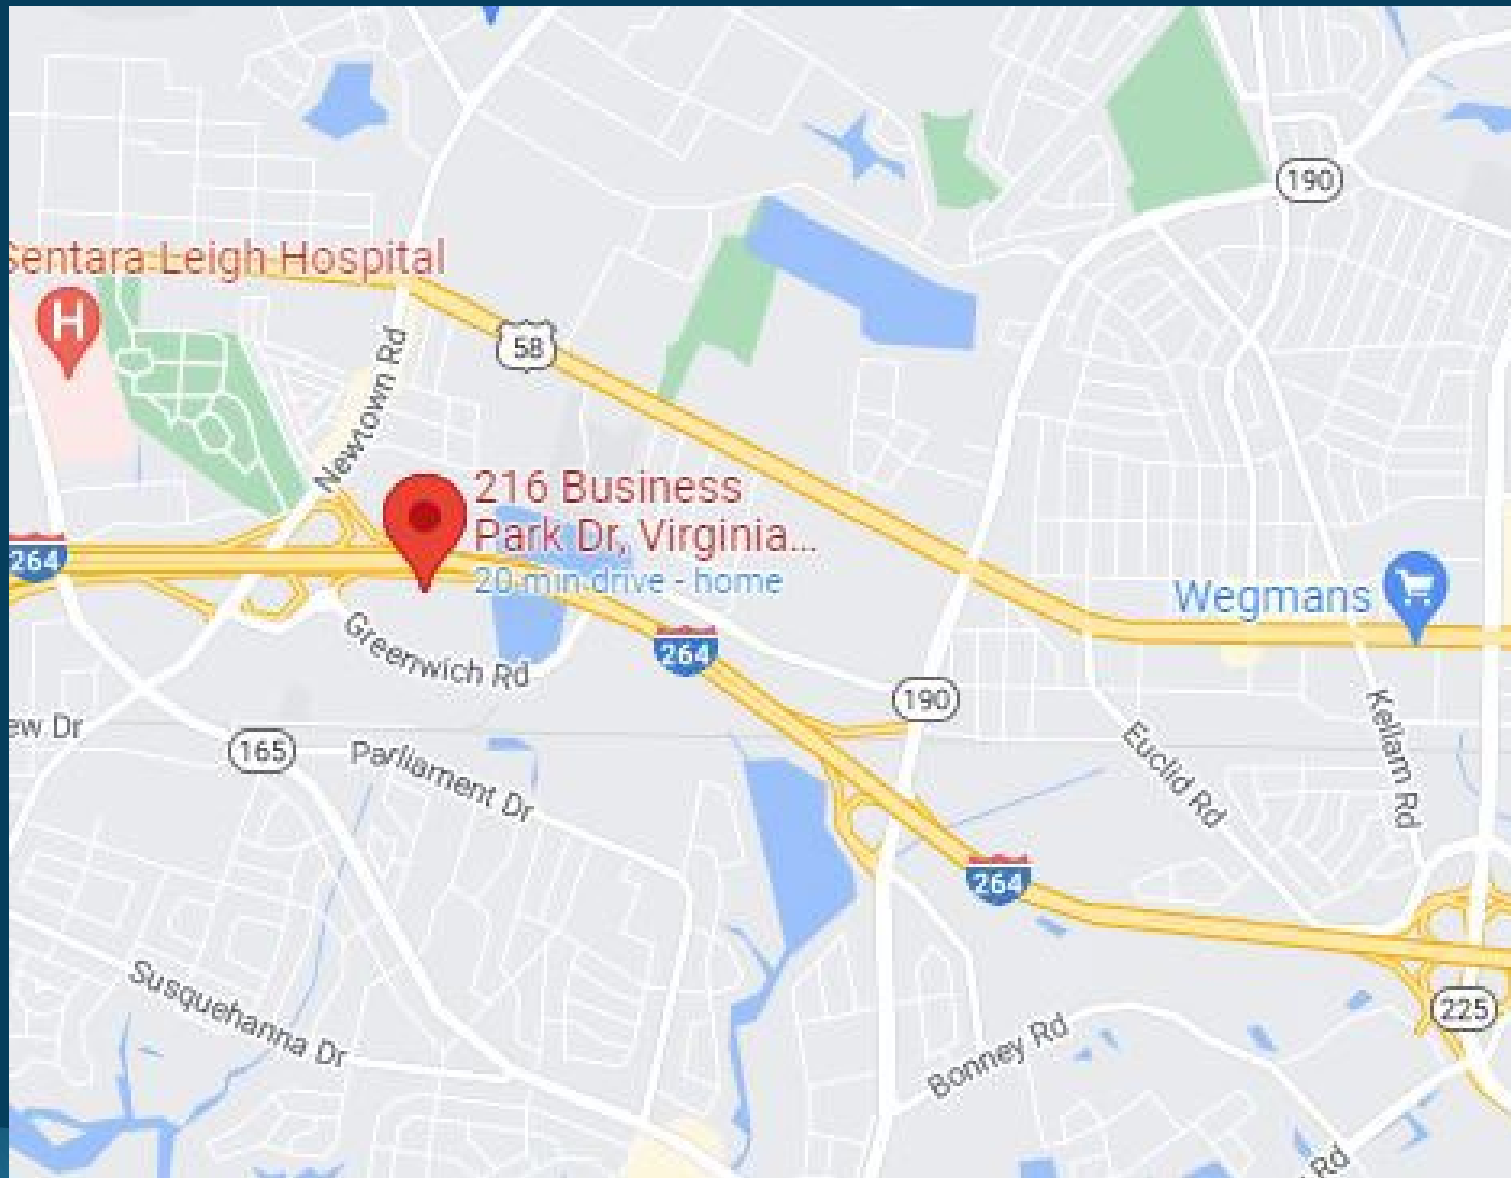 190
Sentara Leigh Hospital
H
58
Newtown Rd
216 Business
Park Dr, Virginia...
20 min drive - home
264
Wegmans
Greenwich Rd
264
190
ew Dr
165
Parliament Dr
Euclid Rd
Kellam Rd
264
Susquehanna Dr
225
Bonney Rd
Rd